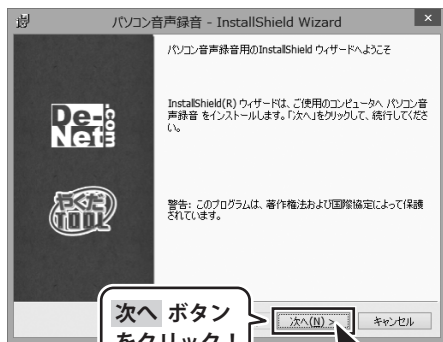 パソコン音声録音 - InstallShield Wizard
パソコン音声録音用のInstallShield ウィザードへようこそ
InstallShield(R) ウィザードは、ご使用のコンピュータへ パソコン音
声録音 をインストールします。「次へ」をクリックして、続行してくださ
い。
De-
Net
.com
警告: このプログラムは、著作権法および国際協定によって保護
されています。
やくだ
TOOL
次へ ボタン
をクリック！
次へ(N) >
キャンセル